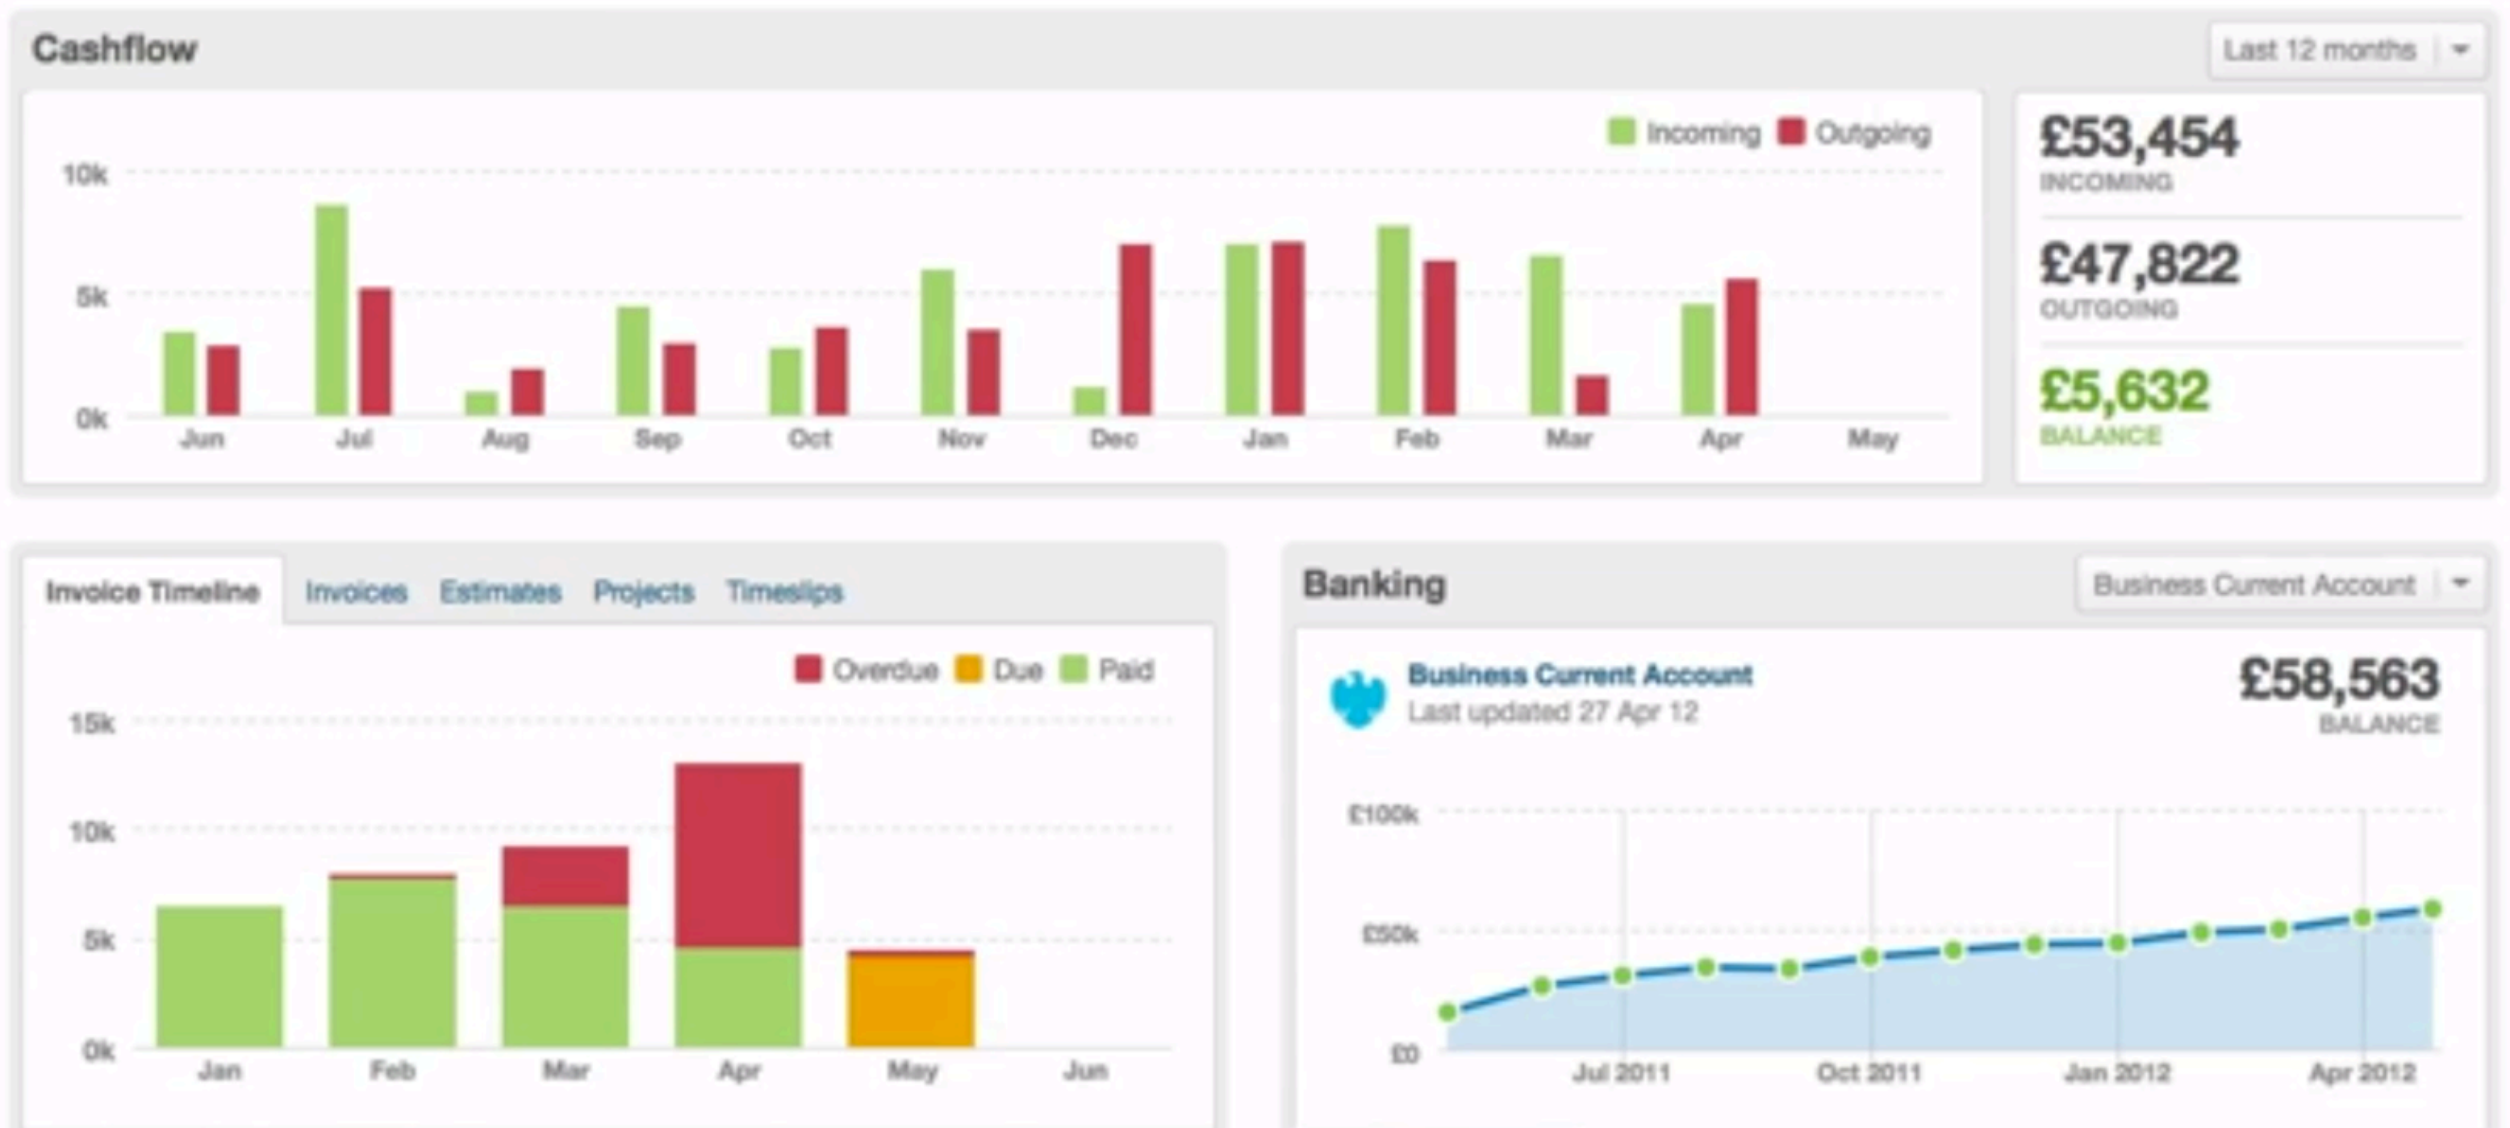 Cashflow
Last 12 months
Incoming Outgoing
10k
5k
0k
Jun Jul Aug Sep Oct Nov Dec Jan Feb Mar Apr May
£53,454
INCOMING
£47,822
OUTGOING
£5,632
BALANCE
Invoice Timeline Invoices Estimates Projects Timeslips
Overdue Due Paid
15k
10k
5k
0k
Jan Feb Mar Apr May Jun
Banking
Business Current Account
Business Current Account
Last updated 27 Apr 12
£58,563
BALANCE
£100k
£50k
£0
Jul 2011 Oct 2011 Jan 2012 Apr 2012